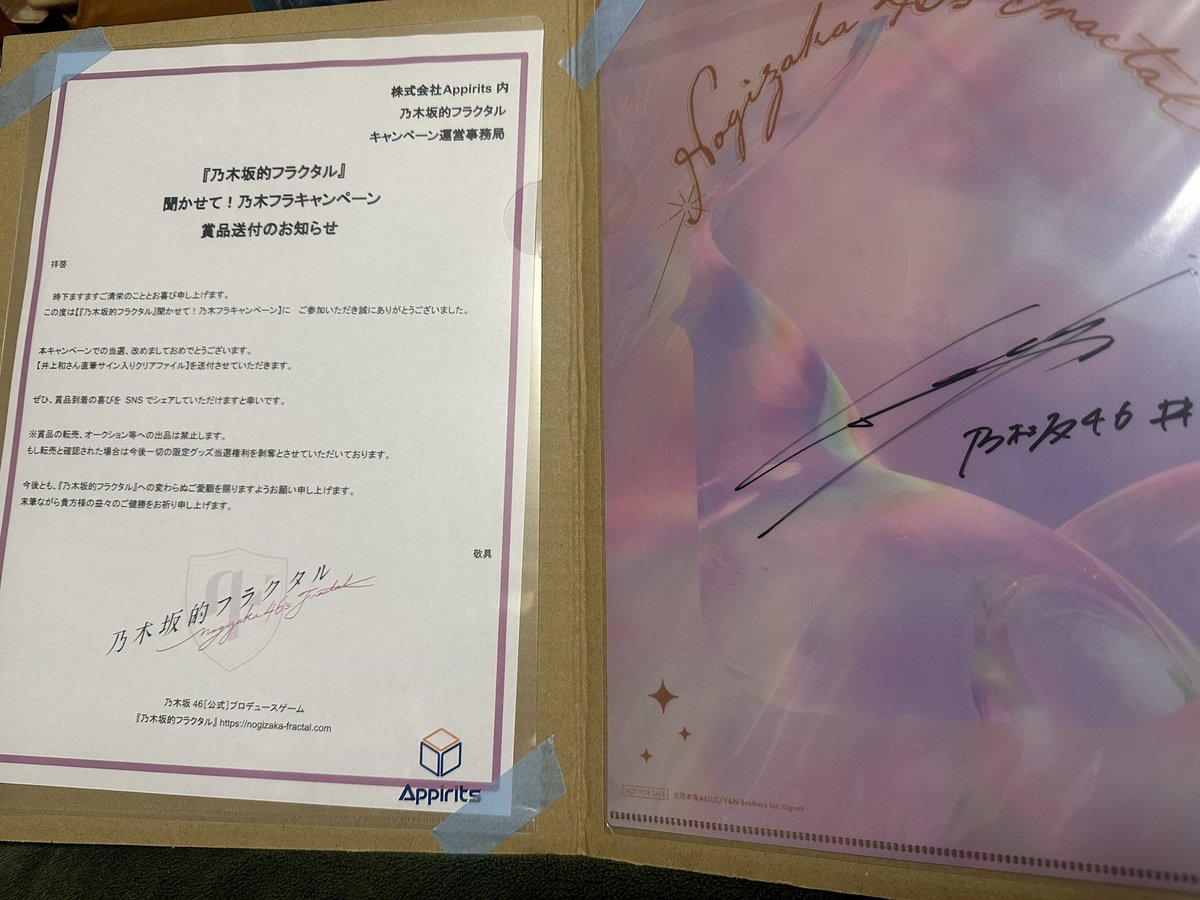 株式会社Appirits 内
乃木坂的フラクタル
キャンペーン運営事務局
『乃木坂的フラクタル』
聞かせて！乃木フラキャンペーン
賞品送付のお知らせ
拝啓
時下ますますご清栄のこととお喜び申し上げます。
この度は【『乃木坂的フラクタル』聞かせて！乃木フラキャンペーン】に　ご参加いただき誠にありがとうございました。
本キャンペーンでの当選、改めましておめでとうございます。
【井上和さん直筆サイン入りクリアファイル】を送付させていただきます。
ぜひ、賞品到着の喜びを SNS でシェアしていただけますと幸いです。
※賞品の転売、オークション等への出品は禁止します。
もし転売と確認された場合は今後一切の限定グッズ当選権利を剥奪とさせていただいております。
今後とも、『乃木坂的フラクタル』への変わらぬご愛顧を賜りますようお願い申し上げます。
末筆ながら貴方様の益々のご健勝をお祈り申し上げます。
敬具
乃木坂的フラクタル
nogizaka46's Fractal
乃木坂 46[公式]プロデュースゲーム
『乃木坂的フラクタル』 https://nogizaka-fractal.com
Appirits
Nogizaka 46's Fractal
乃木坂46 井
NOT FOR SALE
©乃木坂46LLC/Y&N Brothers Inc. ©gumi